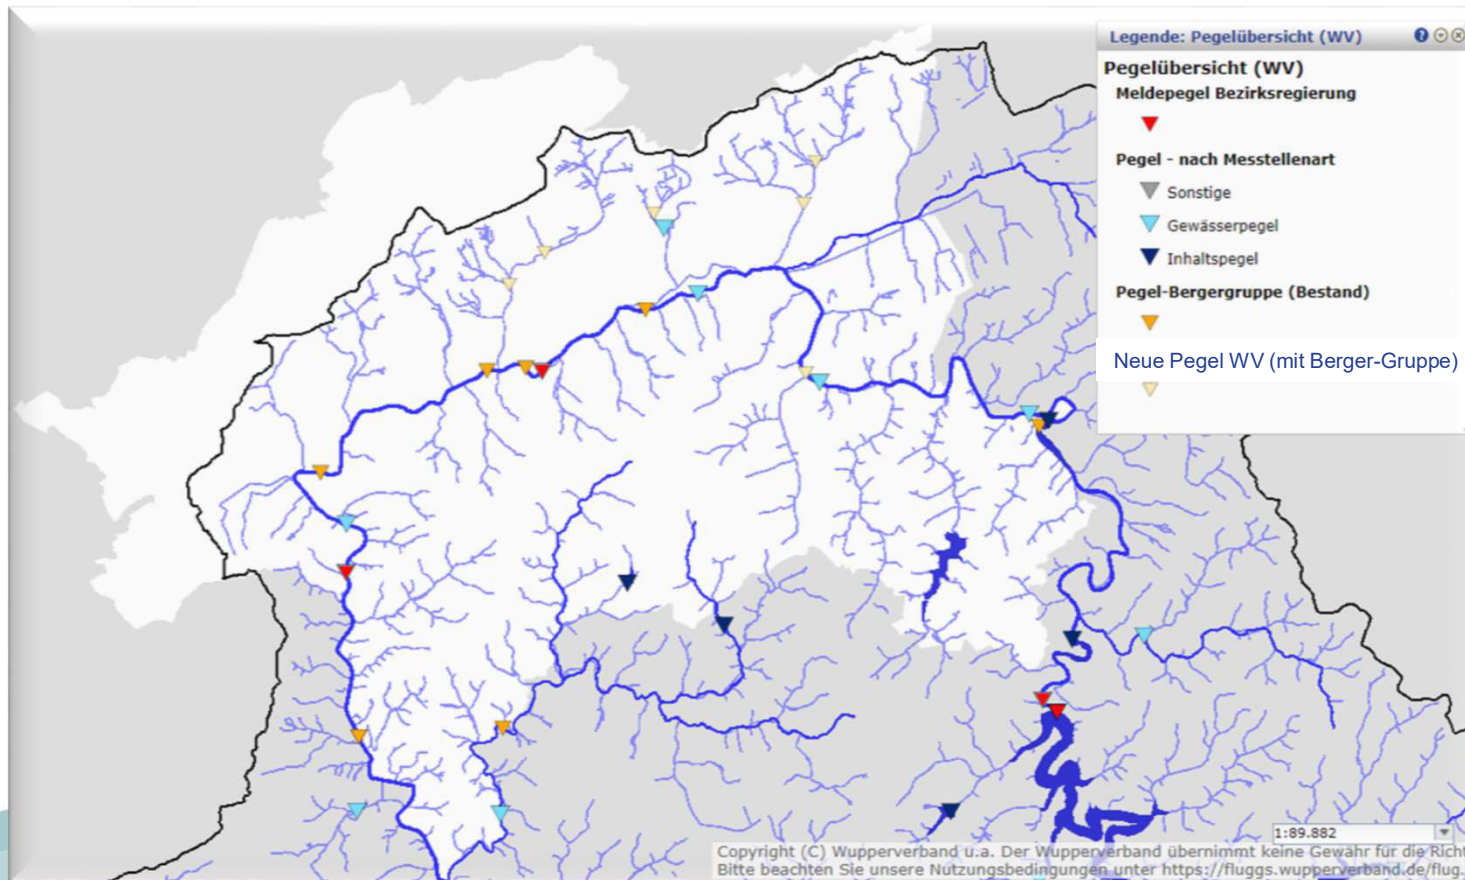 Legende: Pegelübersicht (WV)
Pegelübersicht (WV)
Meldepegel Bezirksregierung
Pegel - nach Messtellenart
Sonstige
Gewässerpegel
Inhaltspegel
Pegel-Bergergruppe (Bestand)
Neue Pegel WV (mit Berger-Gruppe)
1:89.882
Copyright (C) Wupperverband u.a. Der Wupperverband übernimmt keine Gewähr für die Richt
Bitte beachten Sie unsere Nutzungsbedingungen unter https://fluggs.wupperverband.de/flug.